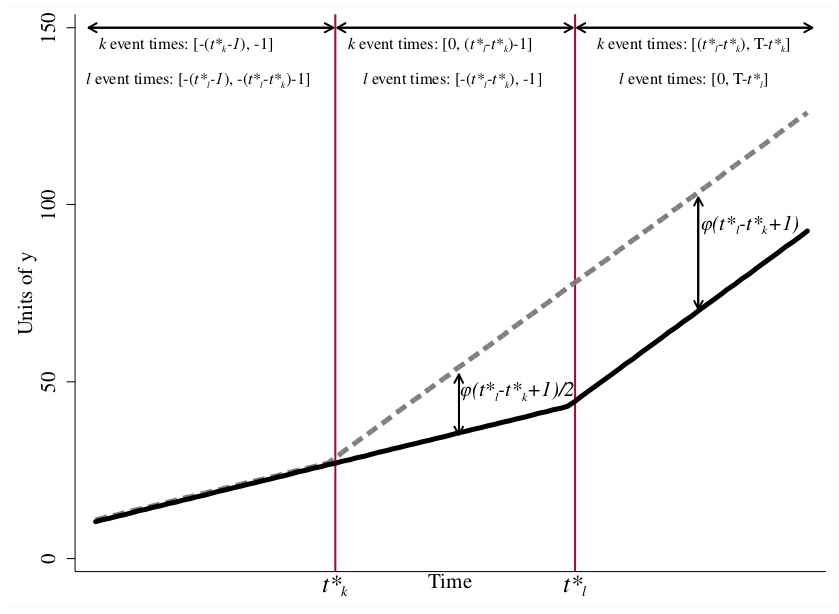 150
k event times: [-(t*k-1), -1]
k event times: [0, (t*l-t*k)-1]
k event times: [(t*l-t*k), T-t*k]
l event times: [-(t*l-1), -(t*l-t*k)-1]
l event times: [-(t*l-t*k), -1]
l event times: [0, T-t*l]
100
φ(t*l-t*k+1)
Units of y
50
φ(t*l-t*k+1)/2
0
t*k
Time
t*l